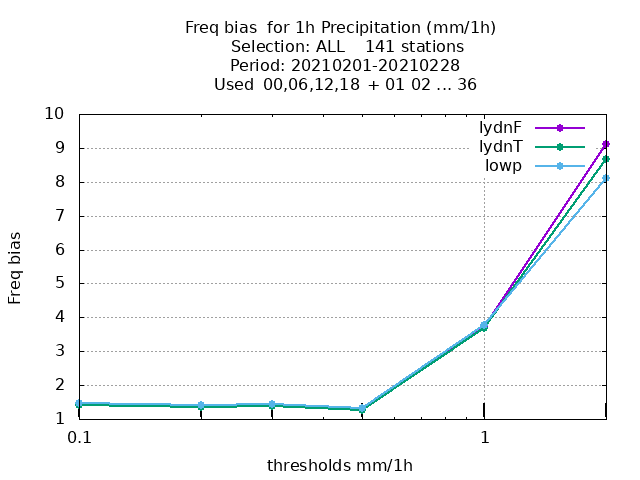 Freq bias  for 1h Precipitation (mm/1h)
Selection: ALL    141 stations
Period: 20210201-20210228
Used  00,06,12,18  + 01 02 ... 36
10
9
8
7
6
5
4
3
2
1
Freq bias
lydnF
lydnT
lowp
0.1
1
thresholds mm/1h